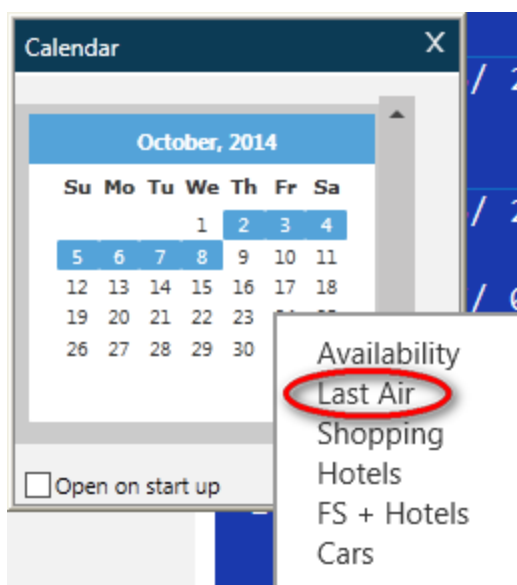 Calendar X
October, 2014
Su Mo Tu We Th Fr Sa
1 2 3 4
5 6 7 8 9 10 11
12 13 14 15 16 17 18
19 20 21 22 23
26 27 28 29 30
Open on start up
Availability
Last Air
Shopping
Hotels
FS + Hotels
Cars